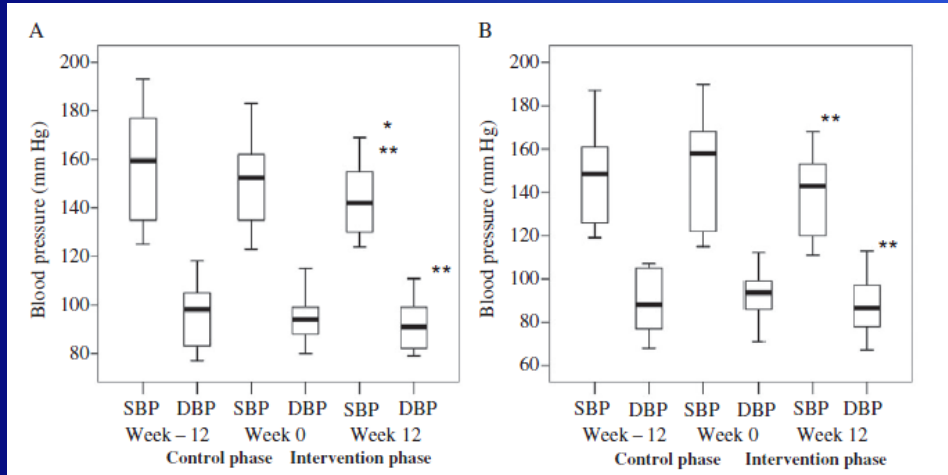 A
Blood pressure (mm Hg)
200
180
160
140
120
100
80
*
**
**
SBP DBP SBP DBP SBP DBP
Week – 12 Week 0 Week 12
Control phase Intervention phase
B
Blood pressure (mm Hg)
200
180
160
140
120
100
80
60
**
**
SBP DBP SBP DBP SBP DBP
Week – 12 Week 0 Week 12
Control phase Intervention phase